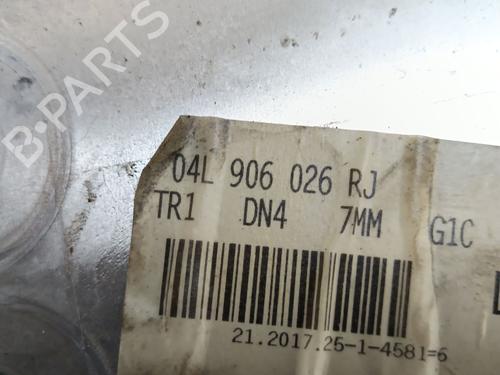 B-PARTS
04L 906 026 RJ
TR1 DN4 7MM G1C
21.2017.25-1-4581=6